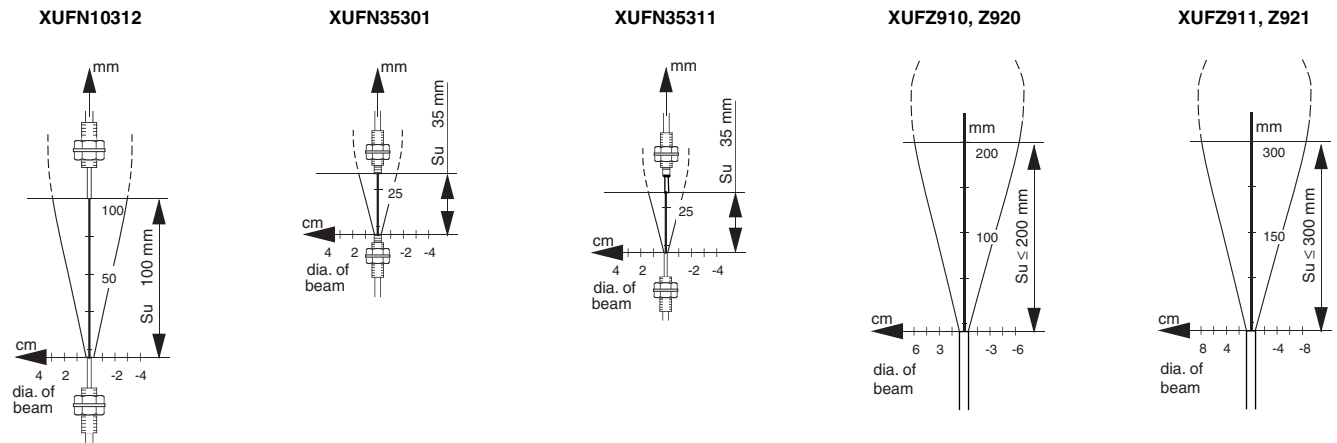 XUFN10312
mm
100
50
Su 100 mm
cm
4 2 -2 -4
dia. of
beam
XUFN35301
mm
Su 35 mm
25
cm
4 2 -2 -4
dia. of
beam
XUFN35311
mm
Su 35 mm
25
cm
4 2 -2 -4
dia. of
beam
XUFZ910, Z920
mm
200
100
Su ≤ 200 mm
cm
6 3 -3 -6
dia. of
beam
XUFZ911, Z921
mm
300
150
Su ≤ 300 mm
cm
8 4 -4 -8
dia. of
beam